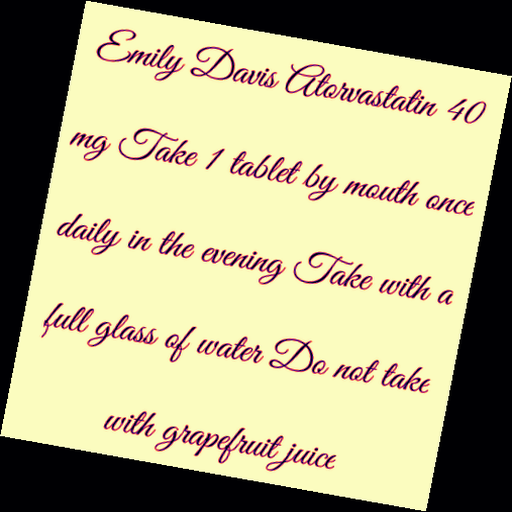 Emily Davis Atorvastatin 40
mg Take 1 tablet by mouth once
daily in the evening Take with a
full glass of water Do not take
with grapefruit juice